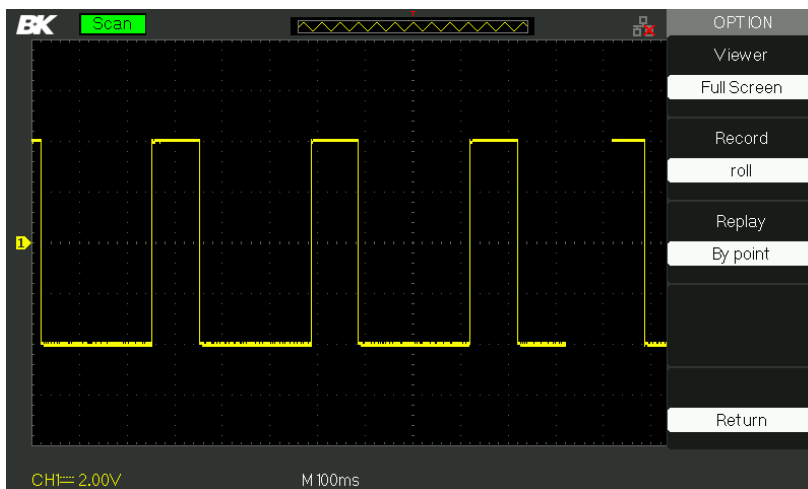 BK
Scan
OPTION
Viewer
Full Screen
Record
roll
Replay
By point
Return
1
CH1 2.00V
M 100ms